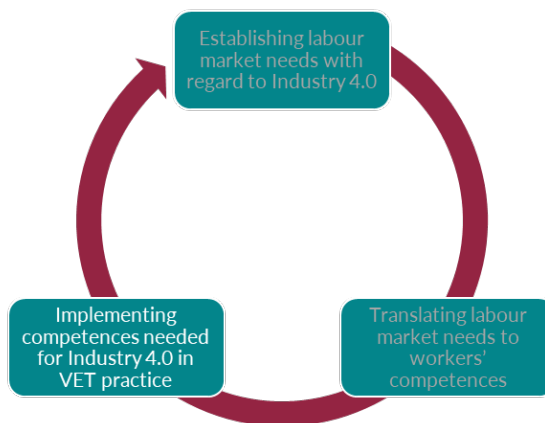 Establishing labour
market needs with
regard to Industry 4.0
Implementing
competences needed
for Industry 4.0 in
VET practice
Translating labour
market needs to
workers’
competences